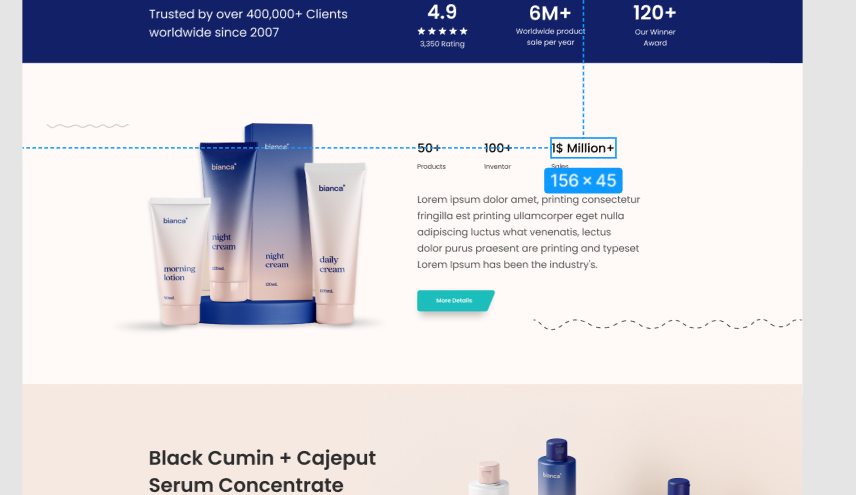 Trusted by over 400,000+ Clients
worldwide since 2007
4.9
3,350 Rating
6M+
Worldwide product
sale per year
120+
Our Winner
Award
bianca
morning
lotion
bianca
night
cream
bianca
night
cream
bianca
daily
cream
50+
Products
100+
Inventor
1$ Million+
Sales
156 × 45
Lorem ipsum dolor amet, printing consectetur
fringilla est printing ullamcorper eget nulla
adipiscing luctus what venenatis, lectus
dolor purus praesent are printing and typeset
Lorem Ipsum has been the industry's.
More Details
Black Cumin + Cajeput
Serum Concentrate
bianca